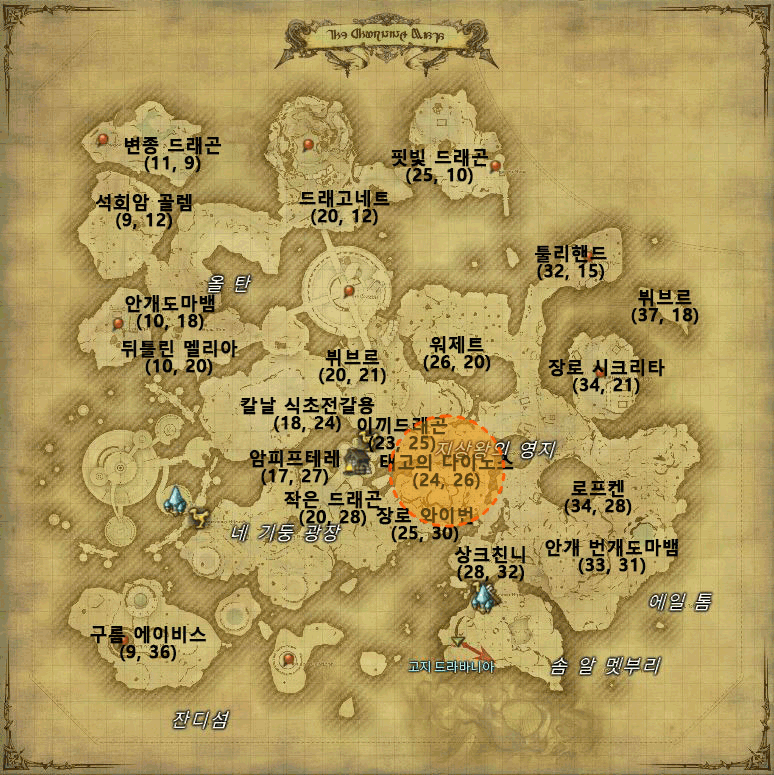 The Churning Mists
변종 드래곤
(11, 9)
핏빛 드래곤
(25, 10)
석회암 골렘
(9, 12)
드래고네트
(20, 12)
툴리핸드
(32, 15)
올 탄
안개도마뱀
(10, 18)
뷔브르
(37, 18)
뒤틀린 멜리아
(10, 20)
뷔브르
(20, 21)
워제트
(26, 20)
장로 시크리타
(34, 21)
칼날 식초전갈용
(18, 24)
이끼드래곤
(23, 25)
지상왕의 영지
암피프테레
(17, 27)
태고의 나이노스
(24, 26)
작은 드래곤
(20, 28)
장로 와이번
(25, 30)
로프켄
(34, 28)
네 기둥 광장
상크친니
(28, 32)
안개 번개도마뱀
(33, 31)
에일 톰
구름 에이비스
(9, 36)
고지 드라바니아
솜 알 멧부리
잔디섬